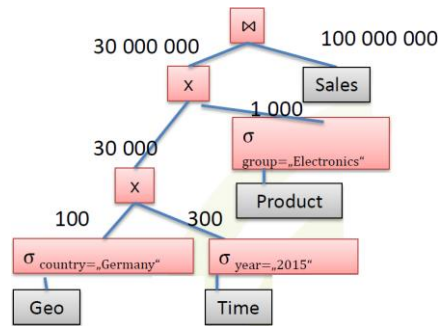 ⋈
30 000 000
100 000 000
x
Sales
1 000
σ
group=„Electronics“
30 000
x
Product
100
300
σ country=„Germany“
σ year=„2015“
Geo
Time